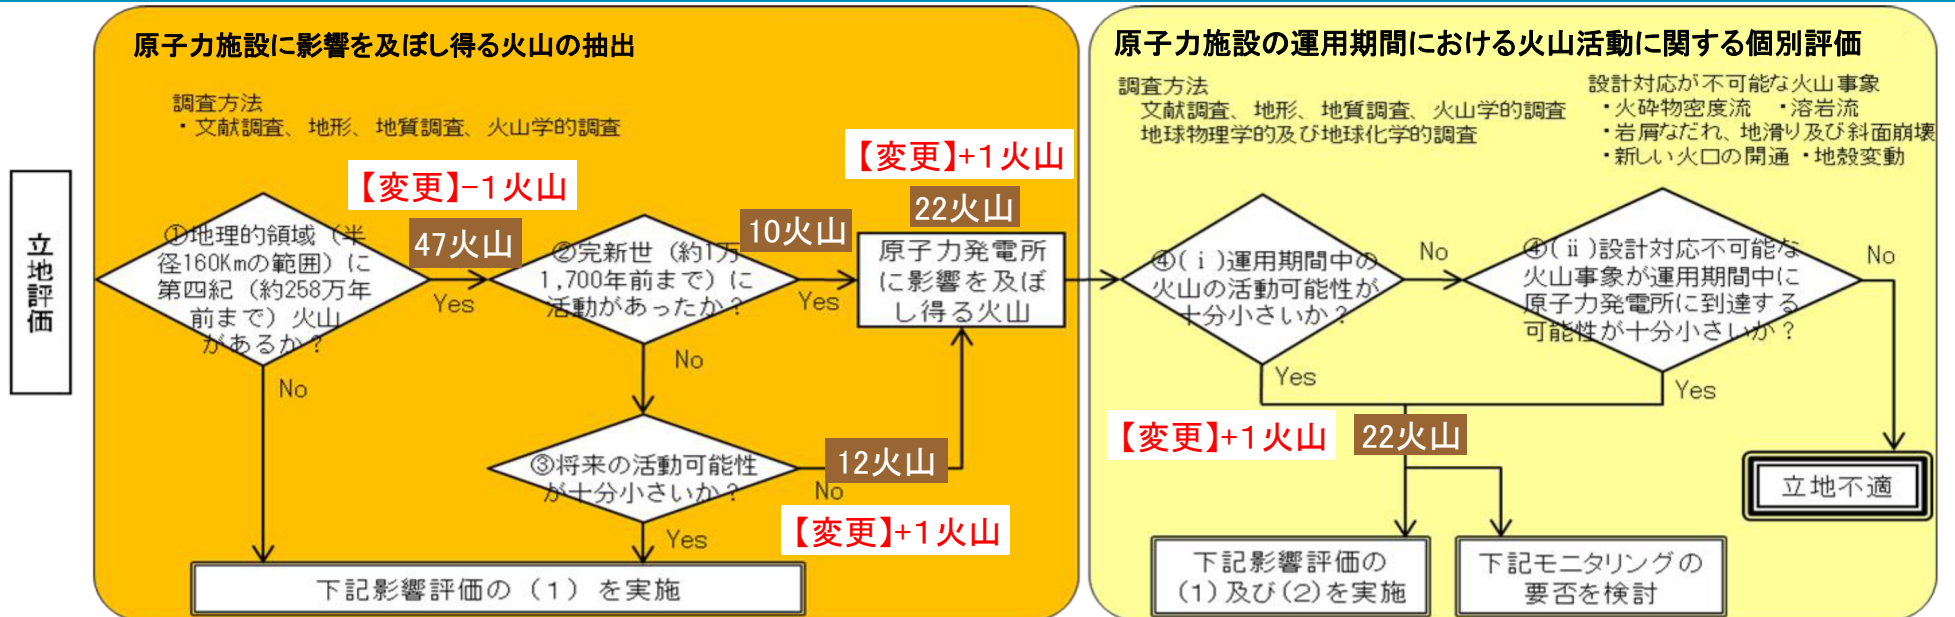 立地評価
原子力施設に影響を及ぼし得る火山の抽出
調査方法
・文献調査、地形、地質調査、火山学的調査
【変更】-1火山
47火山
①地理的領域（半
径160Kmの範囲）に
第四紀（約258万年
前まで）火山
があるか？
Yes
No
②完新世（約1万
1,700年前まで）に
活動があったか？
10火山
Yes
No
【変更】+1火山
22火山
原子力発電所
に影響を及ぼ
し得る火山
③将来の活動可能性
が十分小さいか？
12火山
No
【変更】+1火山
Yes
下記影響評価の（1）を実施
原子力施設の運用期間における火山活動に関する個別評価
調査方法
文献調査、地形、地質調査、火山学的調査
地球物理学的及び地球化学的調査
設計対応が不可能な火山事象
・火砕物密度流　・溶岩流
・岩屑なだれ、地滑り及び斜面崩壊
・新しい火口の開通 ・地殻変動
④(ⅰ)運用期間中の
火山の活動可能性が
十分小さいか？
No
Yes
④(ⅱ)設計対応不可能な
火山事象が運用期間中に
原子力発電所に到達する
可能性が十分小さいか？
No
Yes
【変更】+1火山
22火山
立地不適
下記影響評価の
(1)及び(2)を実施
下記モニタリングの
要否を検討